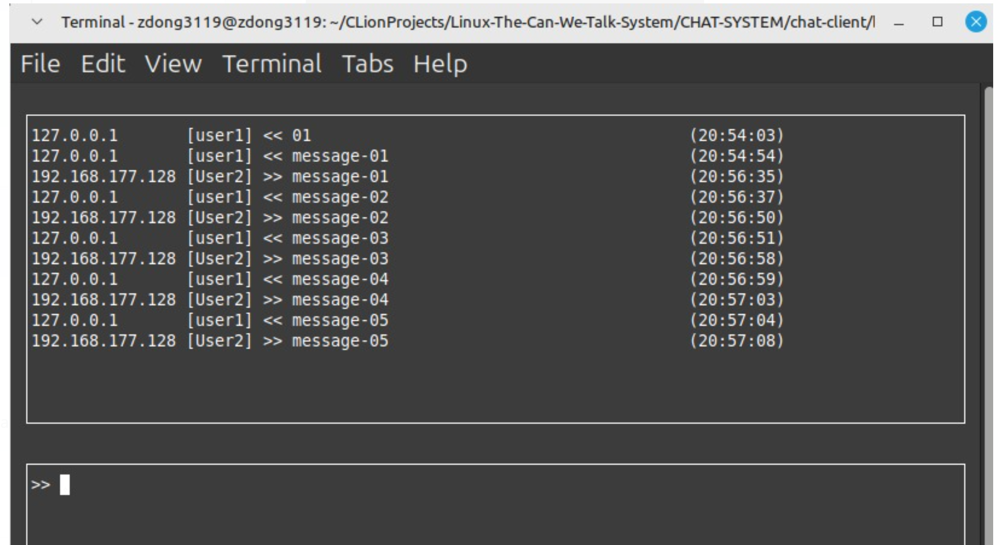 Terminal - zdong3119@zdong3119: ~/CLionProjects/Linux-The-Can-We-Talk-System/CHAT-SYSTEM/chat-client/
File Edit View Terminal Tabs Help
127.0.0.1 [user1] << 01 (20:54:03)
127.0.0.1 [user1] << message-01 (20:54:54)
192.168.177.128 [User2] >> message-01 (20:56:35)
127.0.0.1 [user1] << message-02 (20:56:37)
192.168.177.128 [User2] >> message-02 (20:56:50)
127.0.0.1 [user1] << message-03 (20:56:51)
192.168.177.128 [User2] >> message-03 (20:56:58)
127.0.0.1 [user1] << message-04 (20:56:59)
192.168.177.128 [User2] >> message-04 (20:57:03)
127.0.0.1 [user1] << message-05 (20:57:04)
192.168.177.128 [User2] >> message-05 (20:57:08)
>>